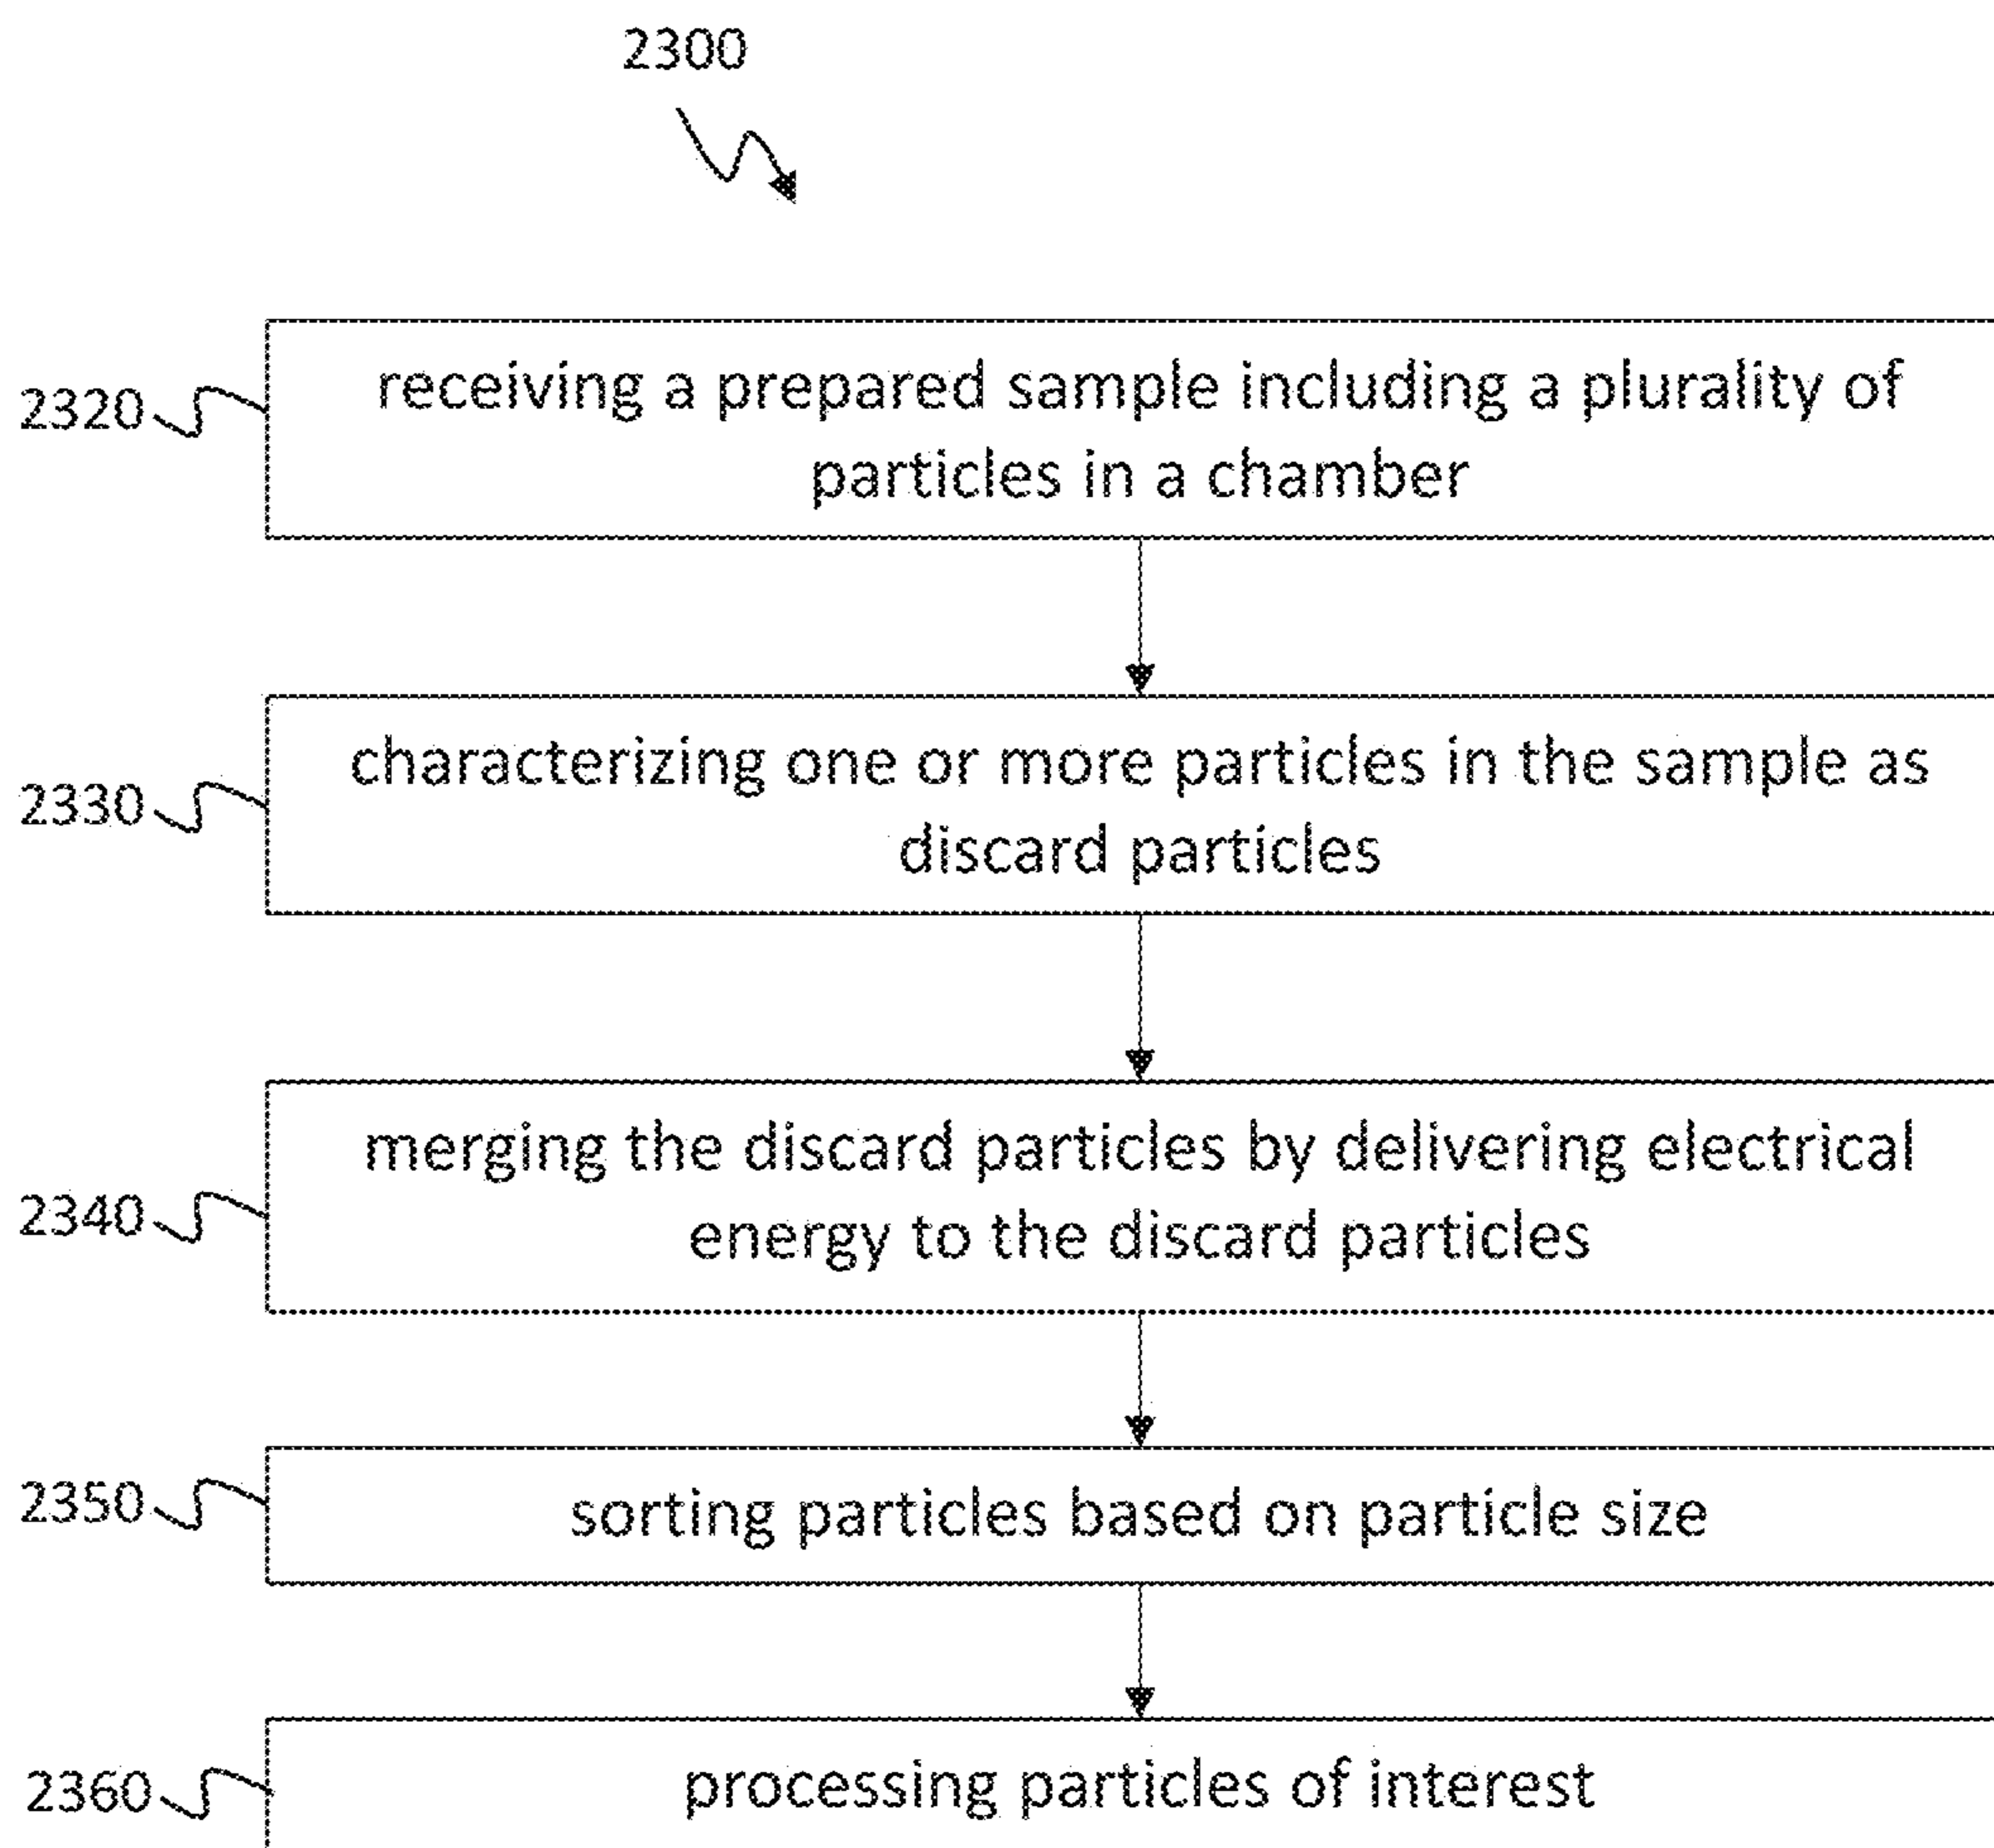 2300
2320
receiving a prepared sample including a plurality of
particles in a chamber
2330
characterizing one or more particles in the sample as
discard particles
2340
merging the discard particles by delivering electrical
energy to the discard particles
2350
sorting particles based on particle size
2360
processing particles of interest